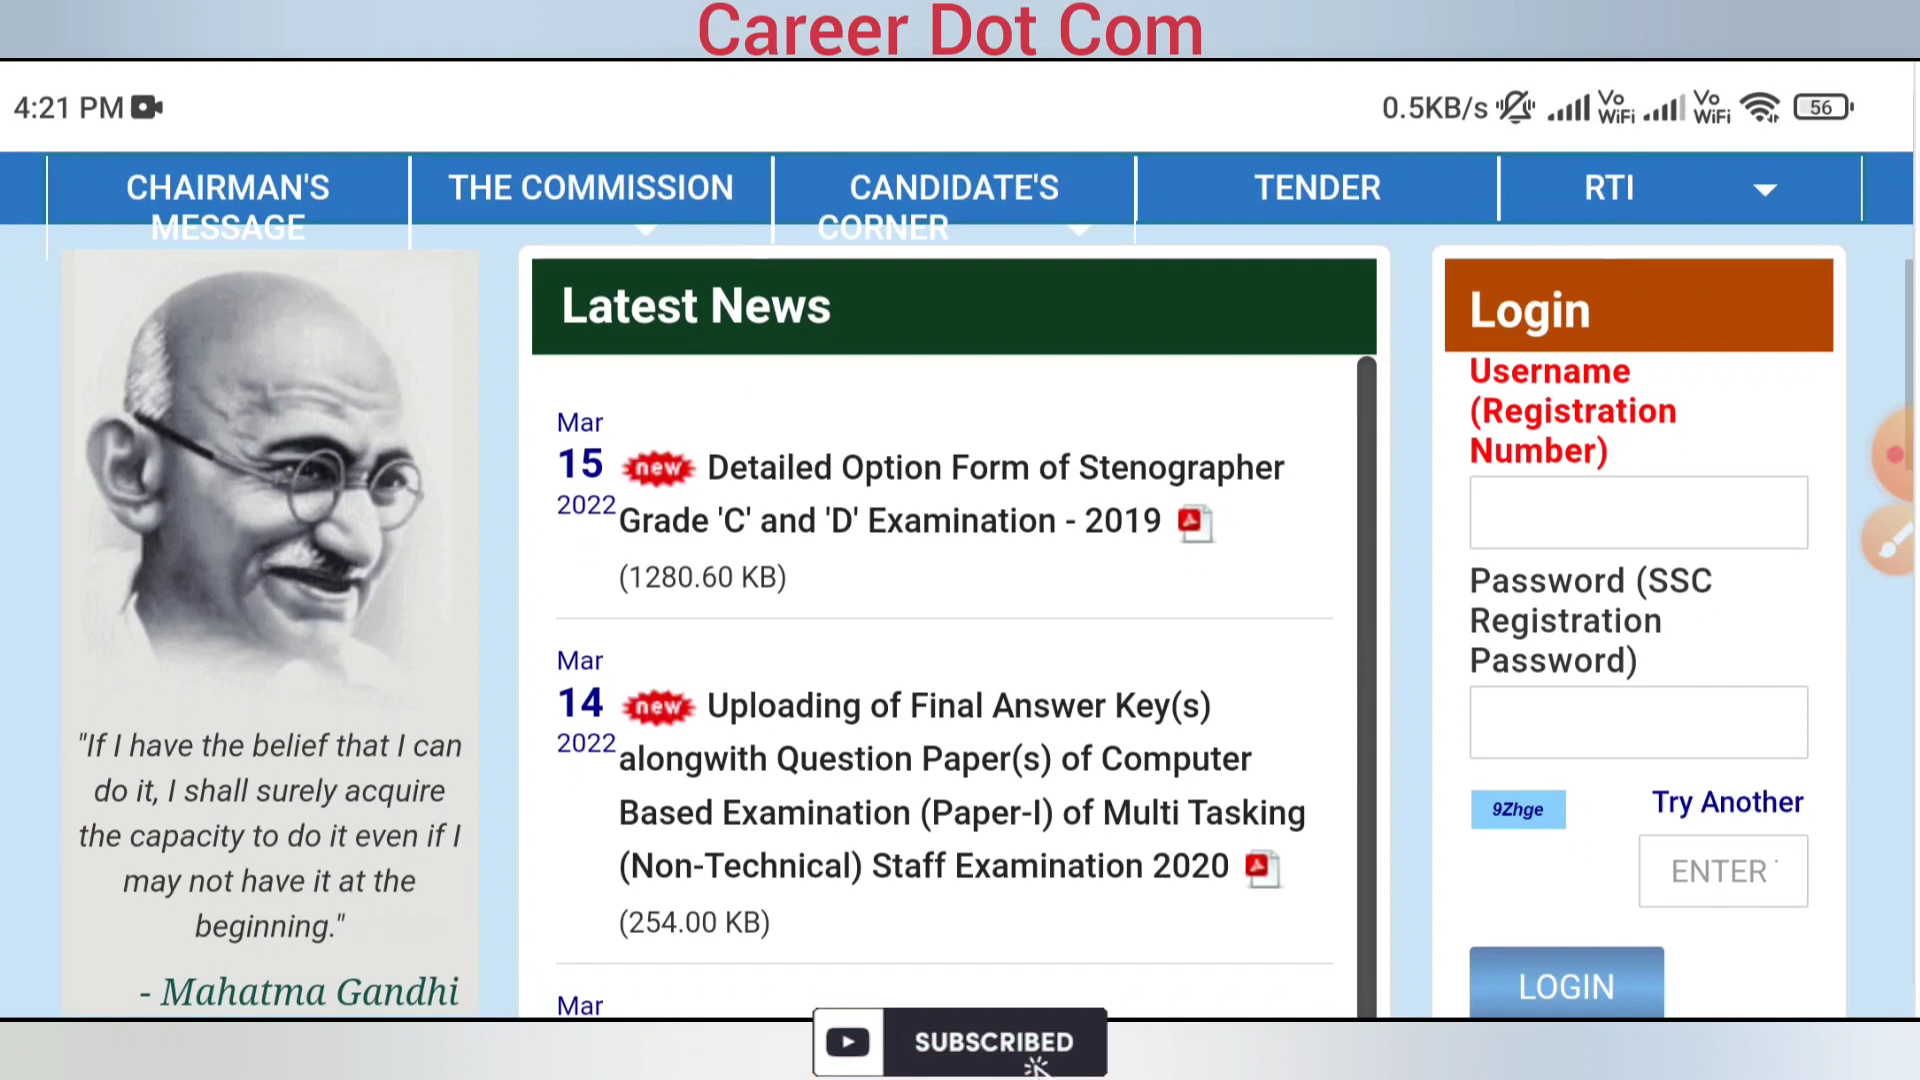 Career Dot Com
4:21 PM
0.5KB/s Vo WiFi Vo WiFi 56
CHAIRMAN'S MESSAGE
THE COMMISSION
CANDIDATE'S CORNER
TENDER
RTI
"If I have the belief that I can
do it, I shall surely acquire
the capacity to do it even if I
may not have it at the
beginning."
- Mahatma Gandhi
Latest News
Mar
15
2022
new Detailed Option Form of Stenographer
Grade 'C' and 'D' Examination - 2019
(1280.60 KB)
Mar
14
2022
new Uploading of Final Answer Key(s)
alongwith Question Paper(s) of Computer
Based Examination (Paper-I) of Multi Tasking
(Non-Technical) Staff Examination 2020
(254.00 KB)
Mar
Login
Username
(Registration
Number)
Password (SSC
Registration
Password)
9Zhge
Try Another
ENTER
LOGIN
SUBSCRIBED